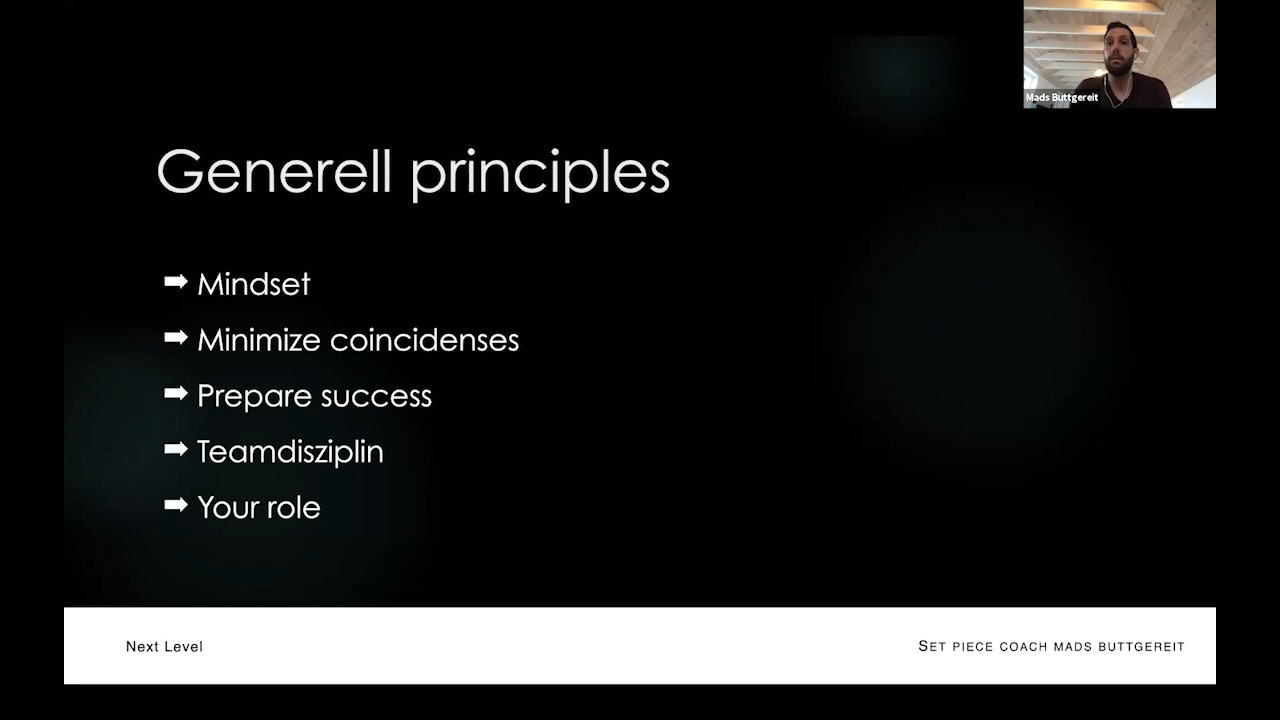 Mads Buttgereit
Generell principles
Mindset
Minimize coincidenses
Prepare success
Teamdisziplin
Your role
Next Level
SET PIECE COACH MADS BUTTGEREIT